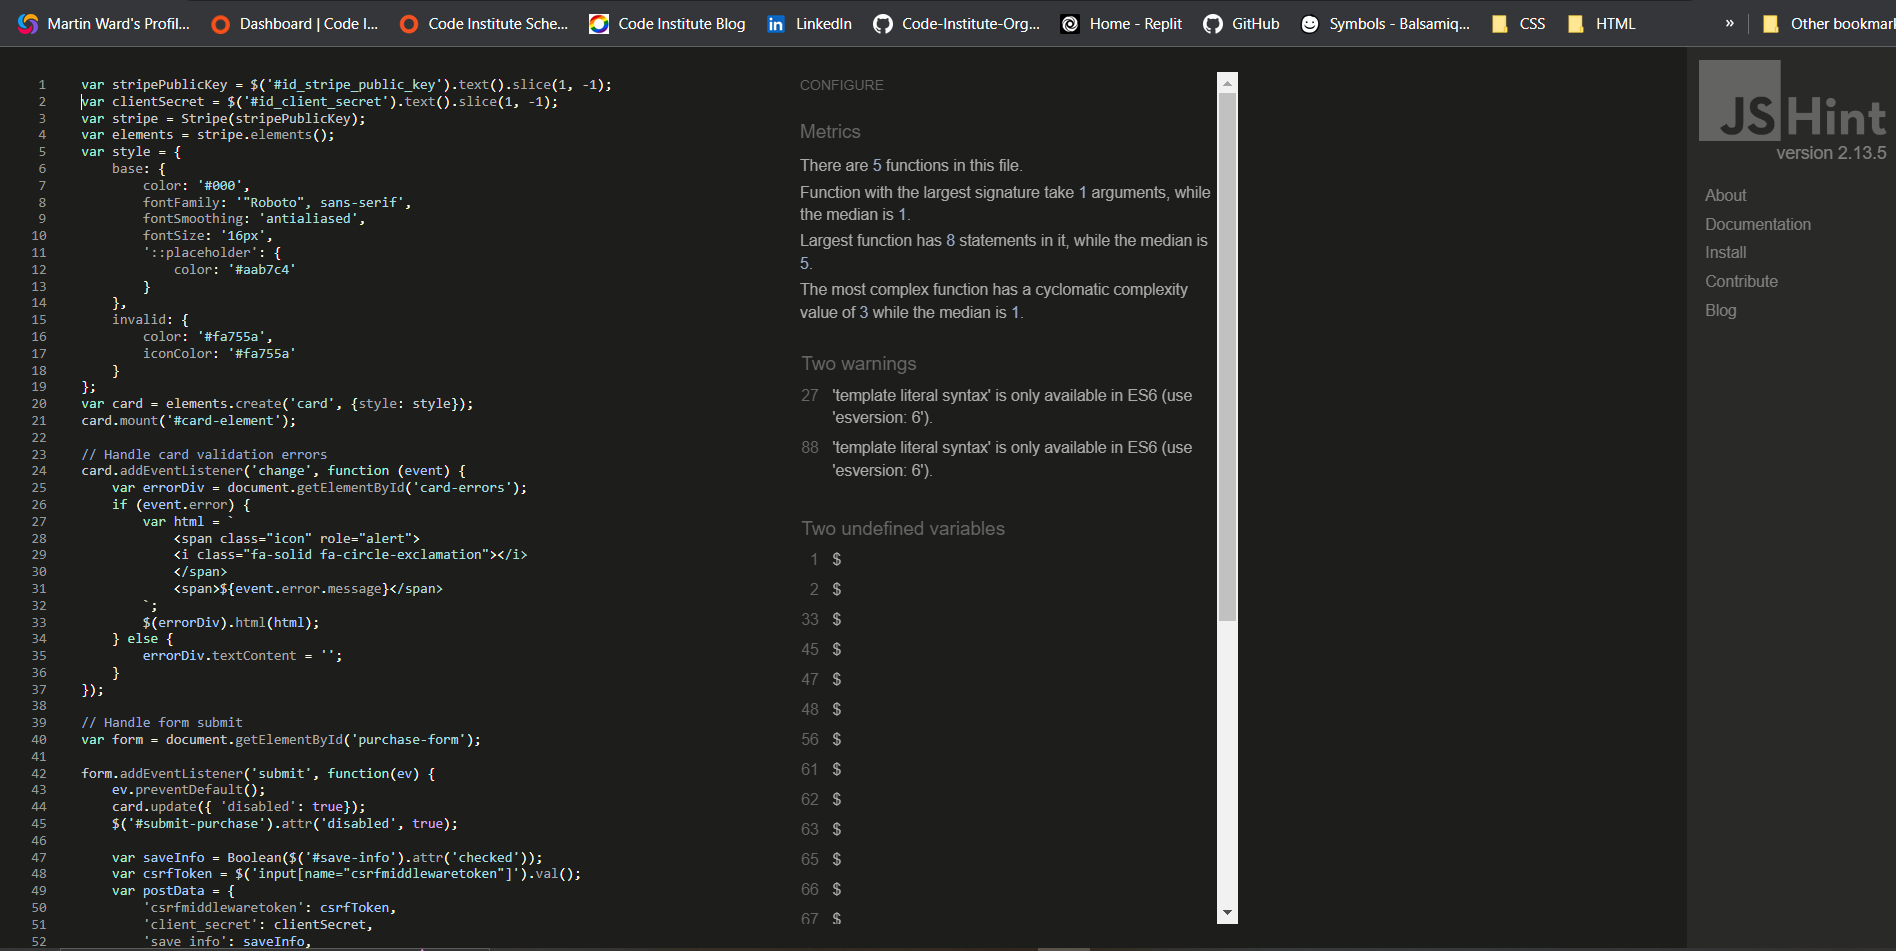 Martin Ward's Profil... Dashboard | Code I... Code Institute Sche... Code Institute Blog LinkedIn Code-Institute-Org... Home - Replit GitHub Symbols - Balsamiq... CSS HTML » Other bookmark
1 var stripePublicKey = $('#id_stripe_public_key').text().slice(1, -1);
2 var clientSecret = $('#id_client_secret').text().slice(1, -1);
3 var stripe = Stripe(stripePublicKey);
4 var elements = stripe.elements();
5 var style = {
6 base: {
7 color: '#000',
8 fontFamily: '"Roboto", sans-serif',
9 fontSmoothing: 'antialiased',
10 fontSize: '16px',
11 '::placeholder': {
12 color: '#aab7c4'
13 }
14 },
15 invalid: {
16 color: '#fa755a',
17 iconColor: '#fa755a'
18 }
19 };
20 var card = elements.create('card', {style: style});
21 card.mount('#card-element');
22
23 // Handle card validation errors
24 card.addEventListener('change', function (event) {
25 var errorDiv = document.getElementById('card-errors');
26 if (event.error) {
27 var html = `
28 <span class="icon" role="alert">
29 <i class="fa-solid fa-circle-exclamation"></i>
30 </span>
31 <span>${event.error.message}</span>
32 `;
33 $(errorDiv).html(html);
34 } else {
35 errorDiv.textContent = '';
36 }
37 });
38
39 // Handle form submit
40 var form = document.getElementById('purchase-form');
41
42 form.addEventListener('submit', function(ev) {
43 ev.preventDefault();
44 card.update({ 'disabled': true});
45 $('#submit-purchase').attr('disabled', true);
46
47 var saveInfo = Boolean($('#save-info').attr('checked'));
48 var csrfToken = $('input[name="csrfmiddlewaretoken"]').val();
49 var postData = {
50 'csrfmiddlewaretoken': csrfToken,
51 'client_secret': clientSecret,
52 'save_info': saveInfo,
CONFIGURE
Metrics
There are 5 functions in this file.
Function with the largest signature take 1 arguments, while
the median is 1.
Largest function has 8 statements in it, while the median is
5.
The most complex function has a cyclomatic complexity
value of 3 while the median is 1.
Two warnings
27 'template literal syntax' is only available in ES6 (use
'esversion: 6').
88 'template literal syntax' is only available in ES6 (use
'esversion: 6').
Two undefined variables
1 $
2 $
33 $
45 $
47 $
48 $
56 $
61 $
62 $
63 $
65 $
66 $
67 $
JSHint
version 2.13.5
About
Documentation
Install
Contribute
Blog